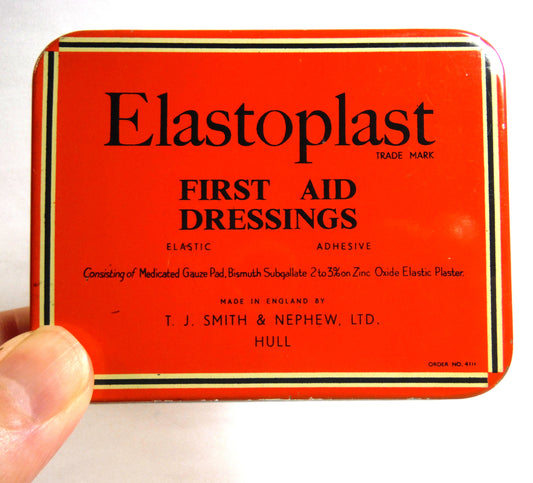 Elastoplast
TRADE MARK
FIRST AID
DRESSINGS
ELASTIC ADHESIVE
Consisting of Medicated Gauze Pad, Bismuth Subgallate 2 to 3% on Zinc Oxide Elastic Plaster.
MADE IN ENGLAND BY
T. J. SMITH & NEPHEW, LTD.
HULL
ORDER NO. 4111